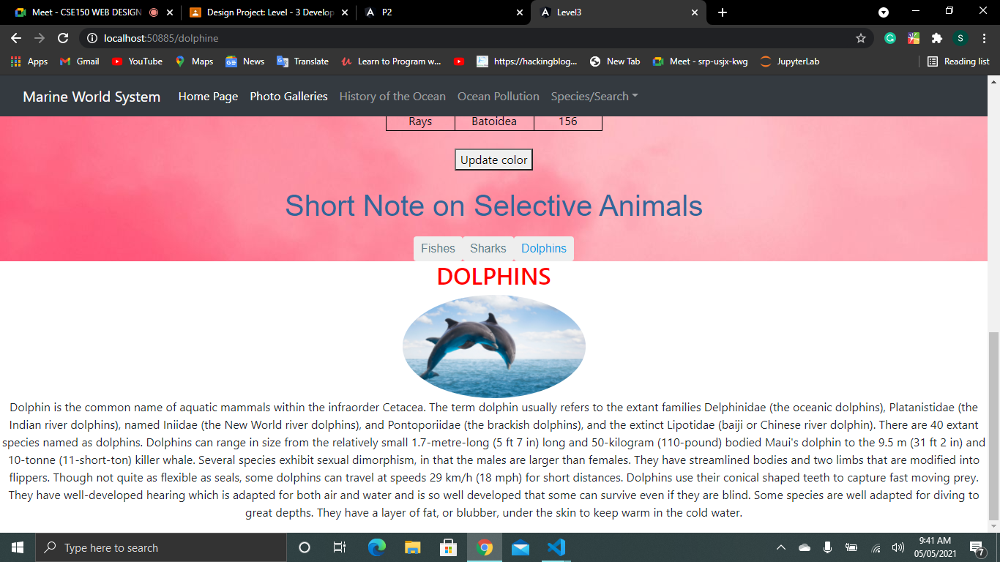 Meet - CSE150 WEB DESIGN
Design Project: Level - 3 Develop
P2
Level3
localhost:50885/dolphine
S
Apps
Gmail
YouTube
Maps
News
Translate
Learn to Program w...
https://hackingblog...
New Tab
Meet - srp-usjx-kwg
JupyterLab
Reading list
Marine World System
Home Page
Photo Galleries
History of the Ocean
Ocean Pollution
Species/Search
Rays Batoidea 156
Update color
Short Note on Selective Animals
Fishes
Sharks
Dolphins
DOLPHINS
Dolphin is the common name of aquatic mammals within the infraorder Cetacea. The term dolphin usually refers to the extant families Delphinidae (the oceanic dolphins), Platanistidae (the
Indian river dolphins), named Iniidae (the New World river dolphins), and Pontoporiidae (the brackish dolphins), and the extinct Lipotidae (baiji or Chinese river dolphin). There are 40 extant
species named as dolphins. Dolphins can range in size from the relatively small 1.7-metre-long (5 ft 7 in) long and 50-kilogram (110-pound) bodied Maui's dolphin to the 9.5 m (31 ft 2 in) and
10-tonne (11-short-ton) killer whale. Several species exhibit sexual dimorphism, in that the males are larger than females. They have streamlined bodies and two limbs that are modified into
flippers. Though not quite as flexible as seals, some dolphins can travel at speeds 29 km/h (18 mph) for short distances. Dolphins use their conical shaped teeth to capture fast moving prey.
They have well-developed hearing which is adapted for both air and water and is so well developed that some can survive even if they are blind. Some species are well adapted for diving to
great depths. They have a layer of fat, or blubber, under the skin to keep warm in the cold water.
Type here to search
9:41 AM
05/05/2021
7